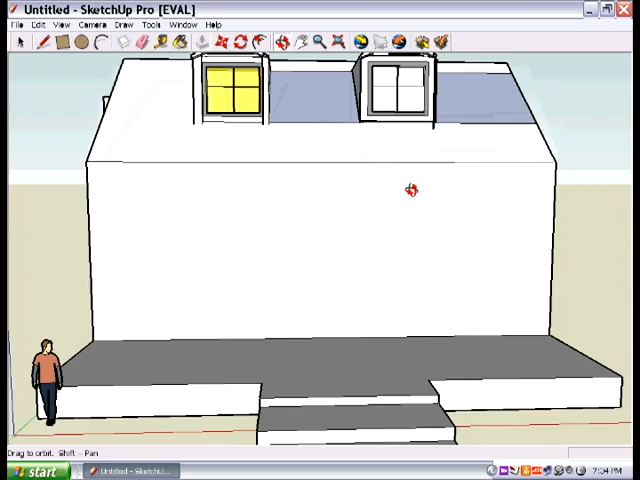 Untitled - SketchUp Pro [EVAL]
File Edit View Camera Draw Tools Window Help
Drag to orbit. Shift = Pan
start
Untitled - SketchU...
7:04 PM